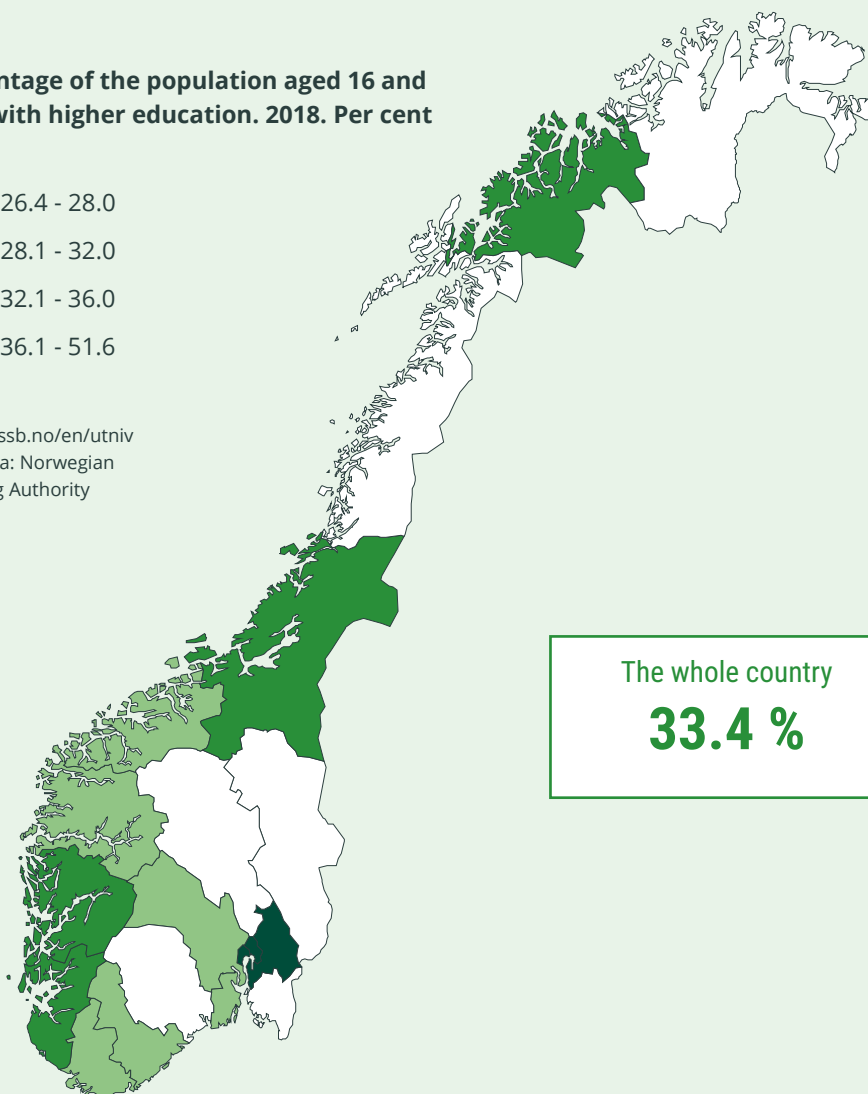 ntage of the population aged 16 and
with higher education. 2018. Per cent
26.4 - 28.0
28.1 - 32.0
32.1 - 36.0
36.1 - 51.6
ssb.no/en/utniv
a: Norwegian
g Authority
The whole country
33.4 %